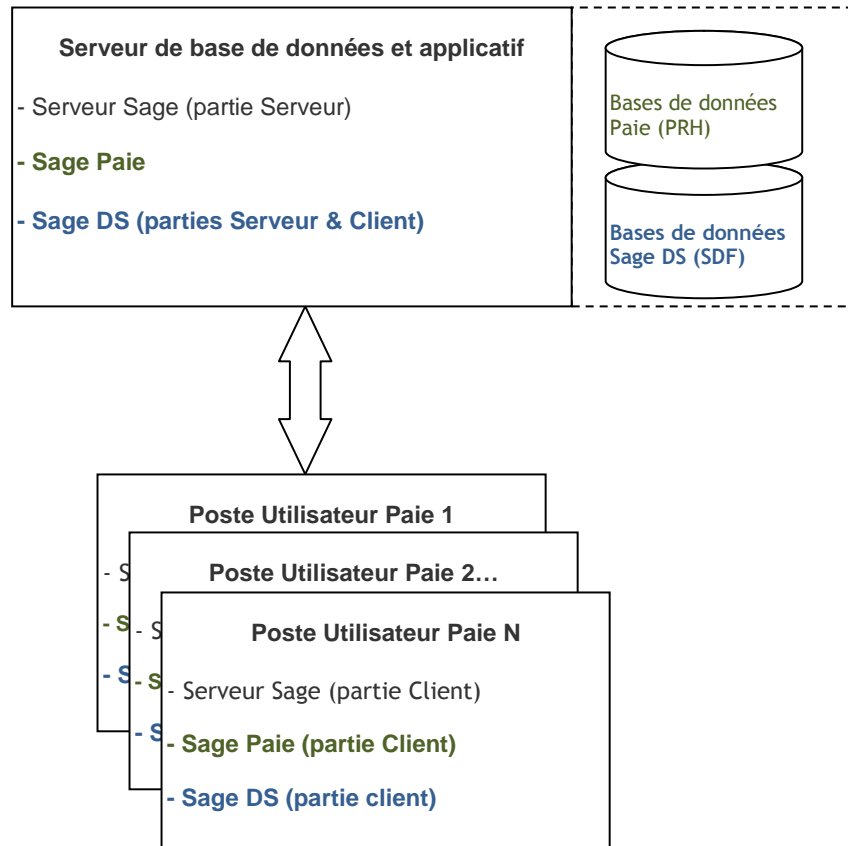 Serveur de base de données et applicatif
- Serveur Sage (partie Serveur)
- Sage Paie
- Sage DS (parties Serveur & Client)
Bases de données
Paie (PRH)
Bases de données
Sage DS (SDF)
Poste Utilisateur Paie 1
- S
- S
- S
Poste Utilisateur Paie 2…
- S
- S
- S
Poste Utilisateur Paie N
- Serveur Sage (partie Client)
- Sage Paie (partie Client)
- Sage DS (partie client)